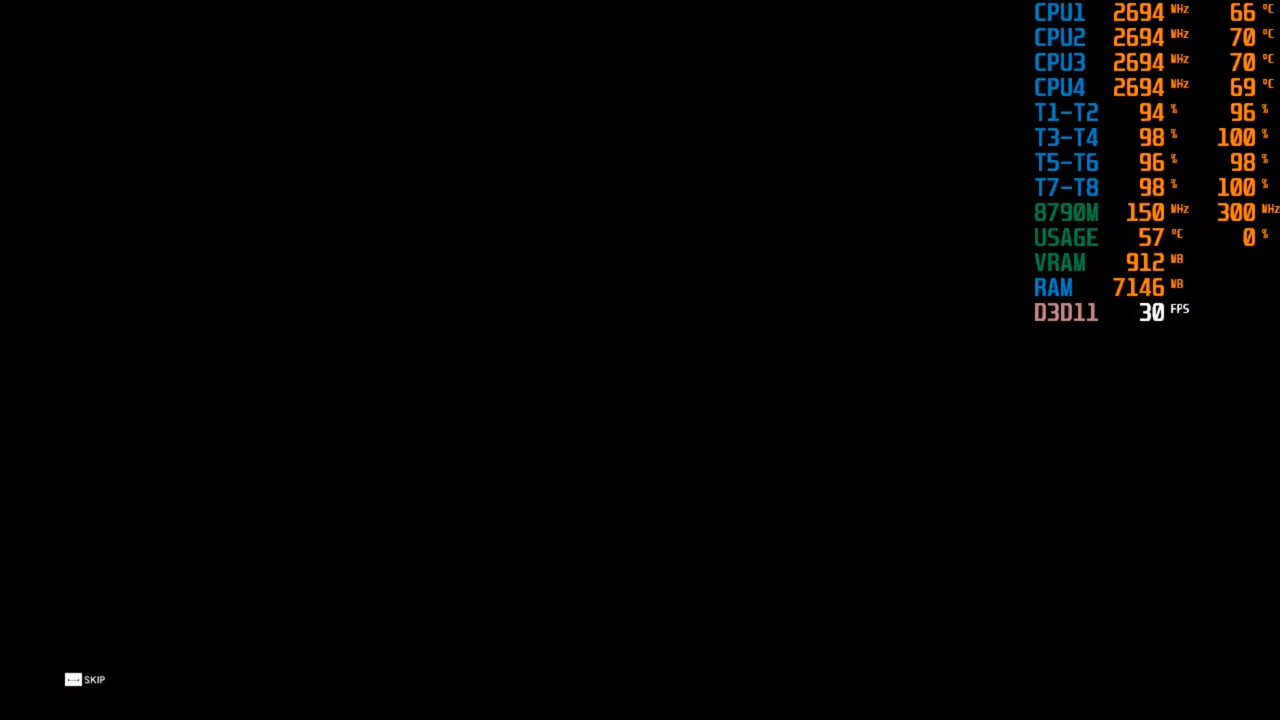 CPU1 2694 MHz 66 °C
CPU2 2694 MHz 70 °C
CPU3 2694 MHz 70 °C
CPU4 2694 MHz 69 °C
T1-T2 94 % 96 %
T3-T4 98 % 100 %
T5-T6 96 % 98 %
T7-T8 98 % 100 %
8790M 150 MHz 300 MHz
USAGE 57 °C 0 %
VRAM 912 MB
RAM 7146 MB
D3D11 30 FPS
SKIP